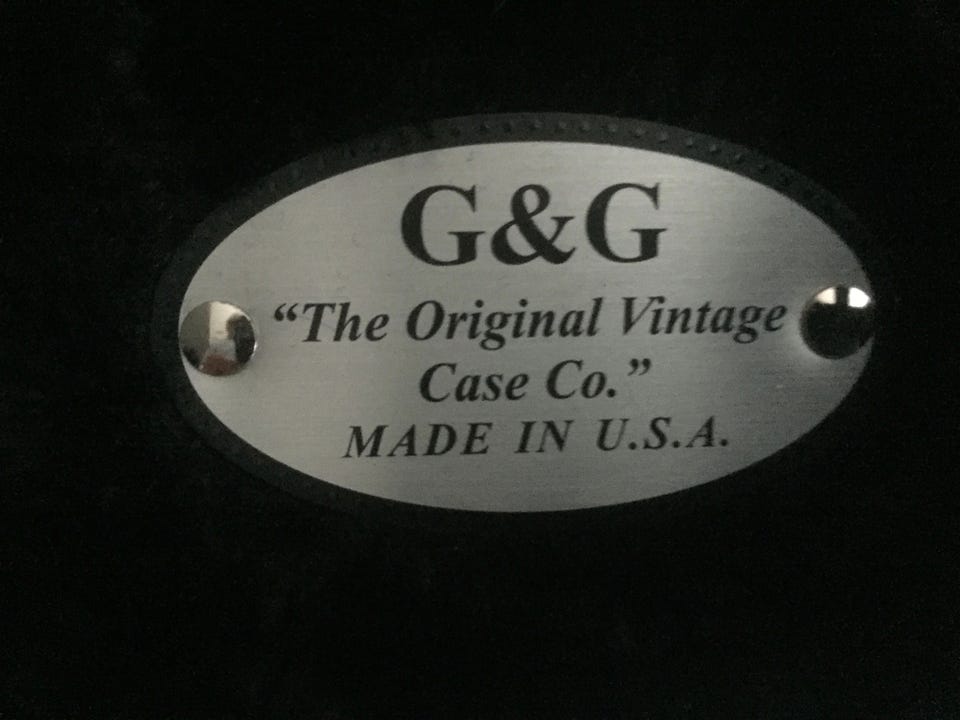 G&G
“The Original Vintage
Case Co.”
MADE IN U.S.A.